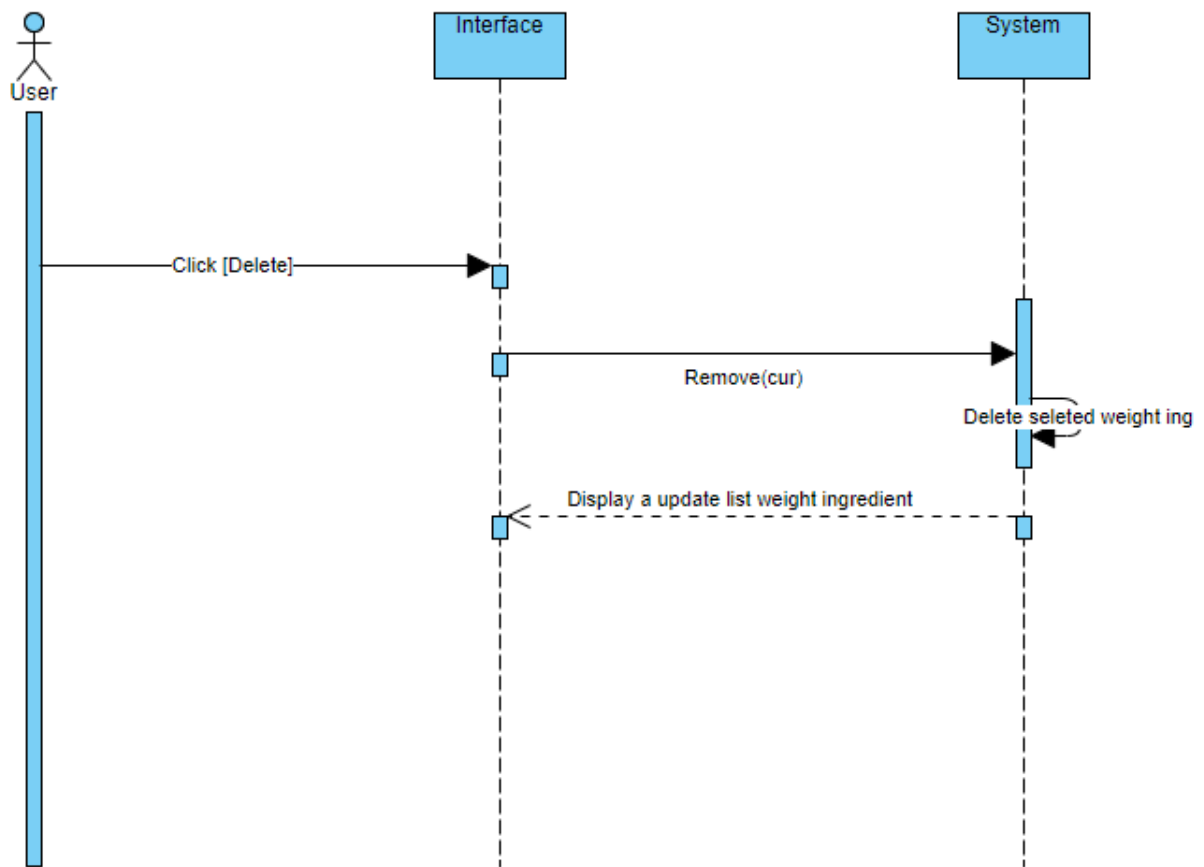 Interface
System
User
Click [Delete]
Remove(cur)
Delete seleted weight ing
Display a update list weight ingredient